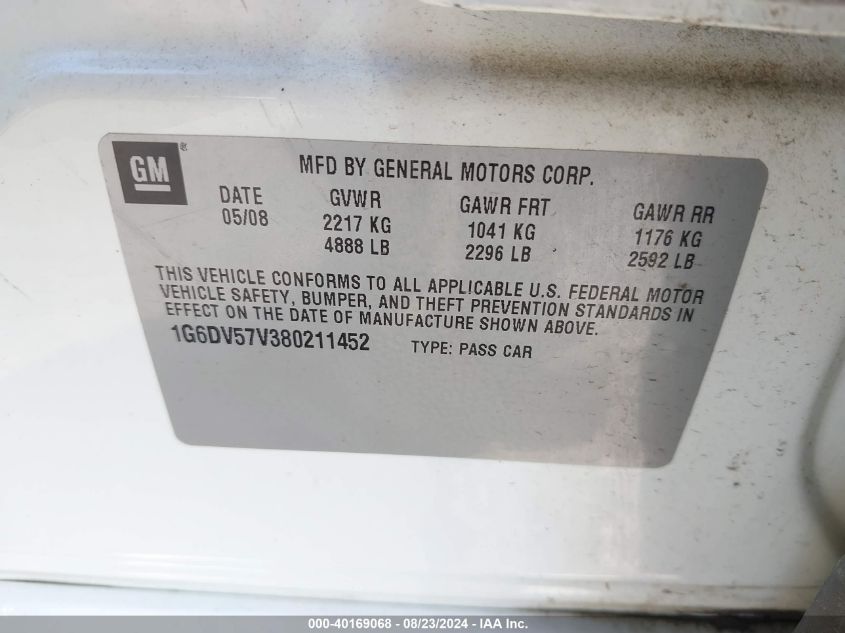 GM®
MFD BY GENERAL MOTORS CORP.
DATE GVWR GAWR FRT GAWR RR
05/08 2217 KG 1041 KG 1176 KG
4888 LB 2296 LB 2592 LB
THIS VEHICLE CONFORMS TO ALL APPLICABLE U.S. FEDERAL MOTOR
VEHICLE SAFETY, BUMPER, AND THEFT PREVENTION STANDARDS IN
EFFECT ON THE DATE OF MANUFACTURE SHOWN ABOVE.
1G6DV57V380211452 TYPE: PASS CAR
000-40169068 - 08/23/2024 - IAA Inc.